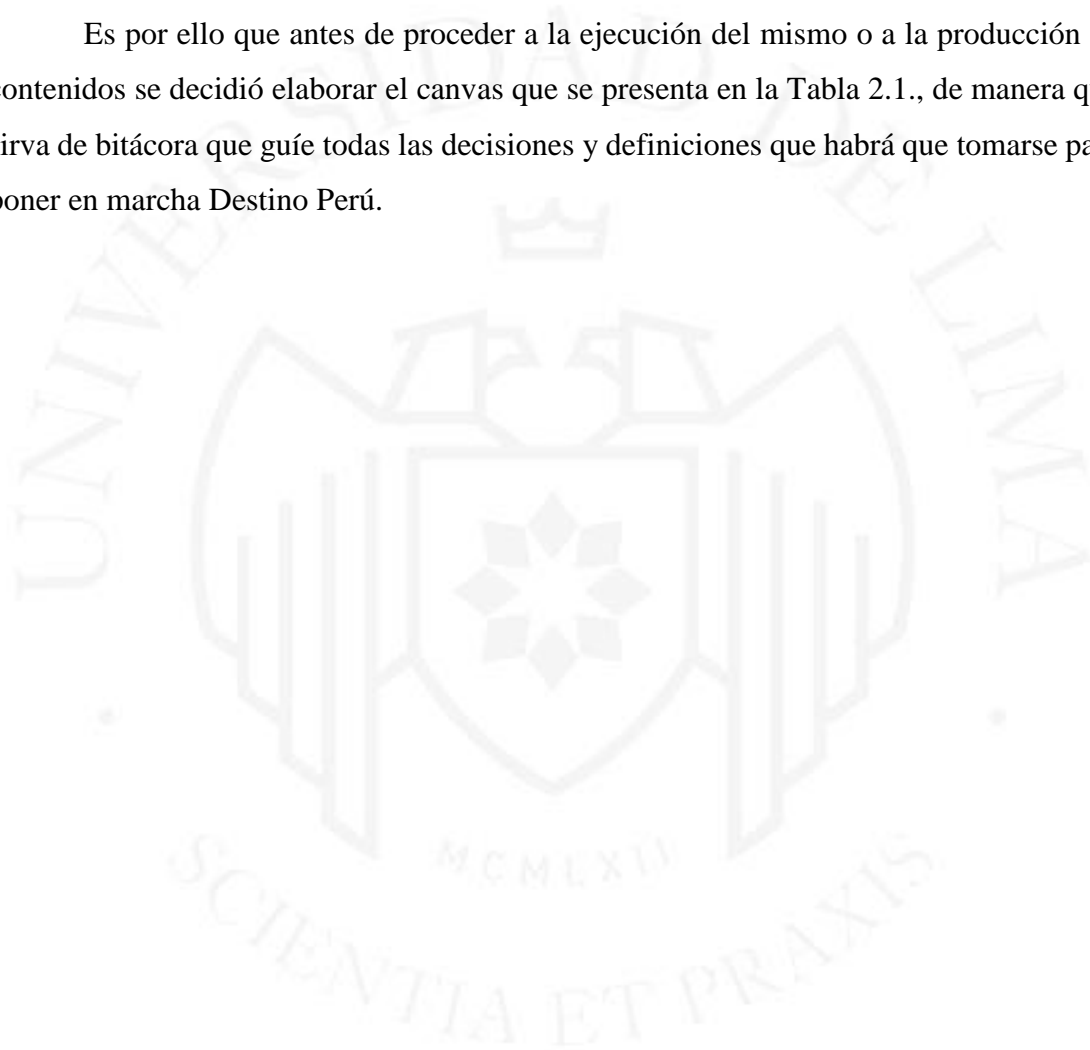 Es por ello que antes de proceder a la ejecución del mismo o a la producción
contenidos se decidió elaborar el canvas que se presenta en la Tabla 2.1., de manera q
irva de bitácora que guíe todas las decisiones y definiciones que habrá que tomarse pa
poner en marcha Destino Perú.
UNIVERSIDAD DE LIMA
MCMLXII
SCIENTIA ET PRAXIS